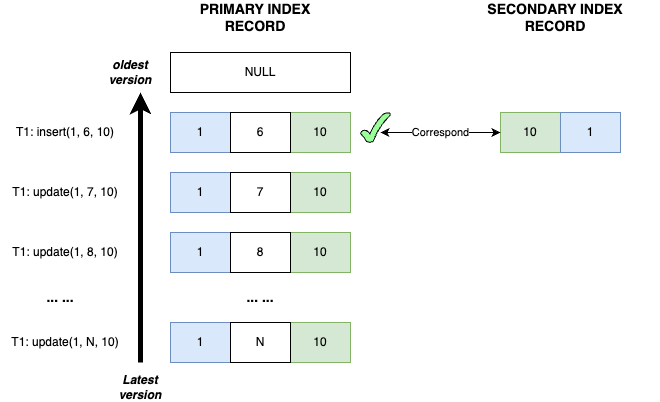 PRIMARY INDEX
RECORD
SECONDARY INDEX
RECORD
oldest
version
NULL
T1: insert(1, 6, 10)
1
6
10
Correspond
10
1
T1: update(1, 7, 10)
1
7
10
T1: update(1, 8, 10)
1
8
10
... ...
... ...
T1: update(1, N, 10)
1
N
10
Latest
version